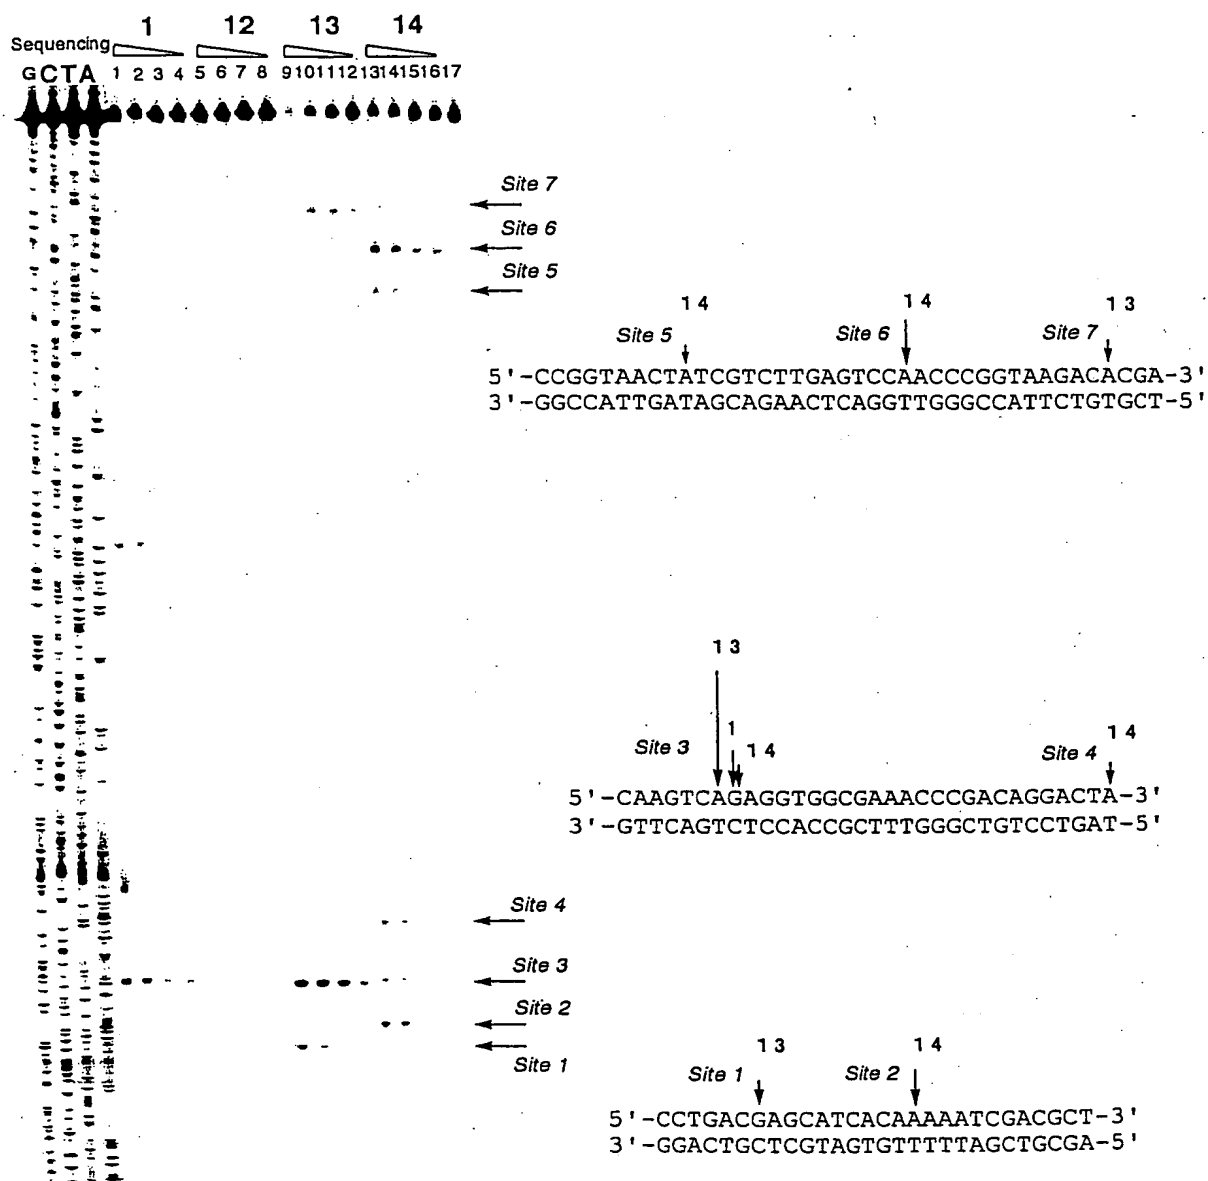 1 12 13 14
Sequencing
G C T A 1 2 3 4 5 6 7 8 9 10 11 12 13 14 15 16 17
Site 7
Site 6
Site 5
14 14 13
Site 5 Site 6 Site 7
5'-CCGGTAACTATCGTCTTGAGTCCAACCCGGTAAGACACGA-3'
3'-GGCCATTGATAGCAGAACTCAGGTTGGGCCATTCTGTGCT-5'
13
1
14
Site 3 14 Site 4
5'-CAAGTCAGAGGTGGCGAAACCCGACAGGACTA-3'
3'-GTTCAGTCTCCACCGCTTTGGGCTGTCCTGAT-5'
Site 4
Site 3
Site 2
Site 1
13 14
Site 1 Site 2
5'-CCTGACGAGCATCACAAAAATCGACGCT-3'
3'-GGACTGCTCGTAGTGTTTTTAGCTGCGA-5'